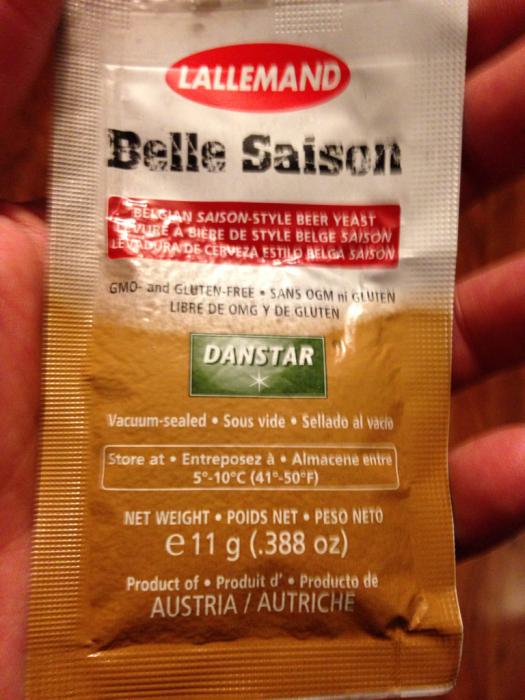 LALLEMAND
Belle Saison
BELGIAN SAISON-STYLE BEER YEAST
LEVURE À BIÈRE DE STYLE BELGE SAISON
LEVADURA DE CERVEZA ESTILO BELGA SAISÓN
GMO- and GLUTEN-FREE • SANS OGM ni GLUTEN
LIBRE DE OMG Y DE GLUTEN
DANSTAR
Vacuum-sealed • Sous vide • Sellado al vacío
Store at • Entreposez à • Almacene entre
5°-10°C (41°-50°F)
NET WEIGHT • POIDS NET • PESO NETO
e 11 g (.388 oz)
Product of • Produit d' • Producto de
AUSTRIA / AUTRICHE